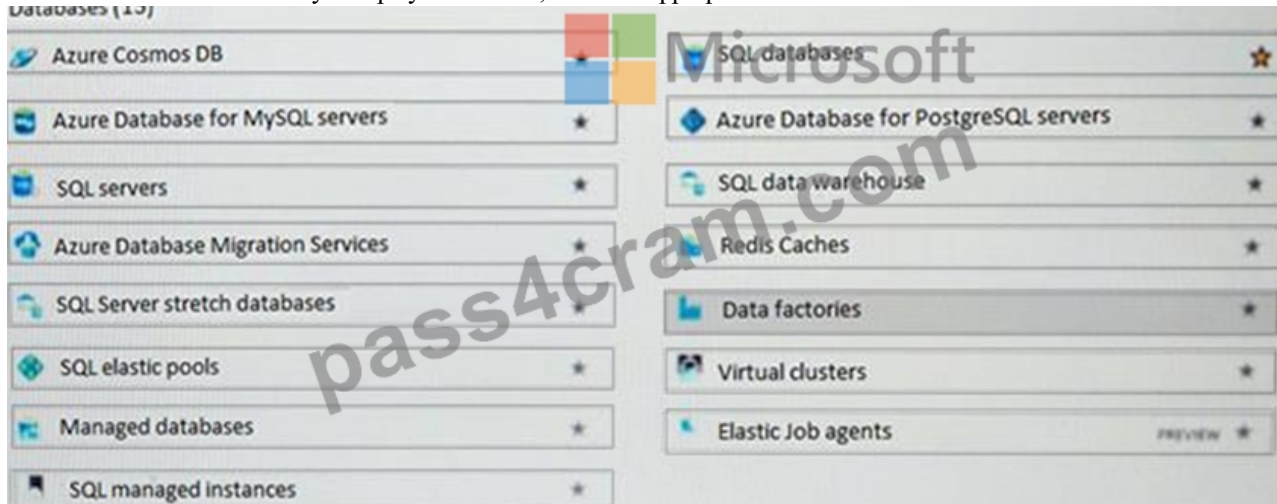 Databases (15)
Azure Cosmos DB
Microsoft
SQL databases
Azure Database for MySQL servers
Azure Database for PostgreSQL servers
SQL servers
SQL data warehouse
Azure Database Migration Services
Redis Caches
SQL Server stretch databases
Data factories
SQL elastic pools
Virtual clusters
Managed databases
Elastic Job agents PREVIEW
SQL managed instances
pass4cram.com